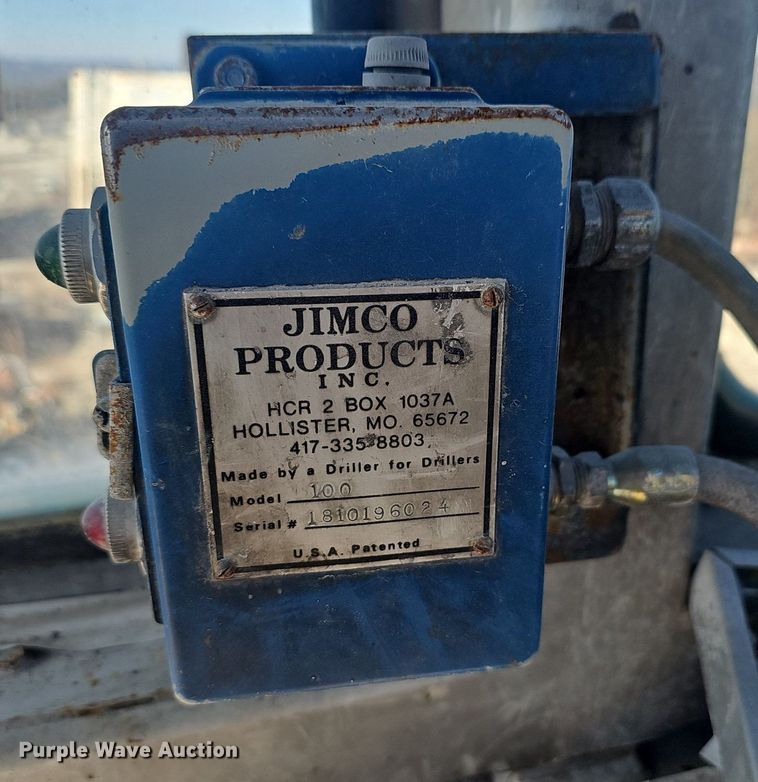 JIMCO
PRODUCTS
INC.
HCR 2 BOX 1037A
HOLLISTER, MO. 65672
417-335-8803
Made by a Driller for Drillers
Model 100
Serial # 1810196024
U.S.A. Patented
Purple Wave Auction